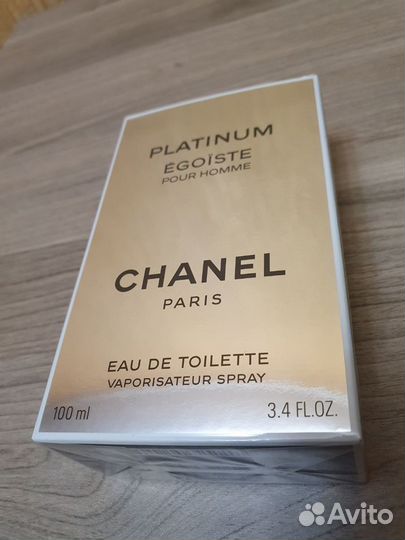 PLATINUM
ÉGOÏSTE
POUR HOMME
CHANEL
PARIS
EAU DE TOILETTE
VAPORISATEUR SPRAY
100 ml 3.4 FL.OZ.
Avito